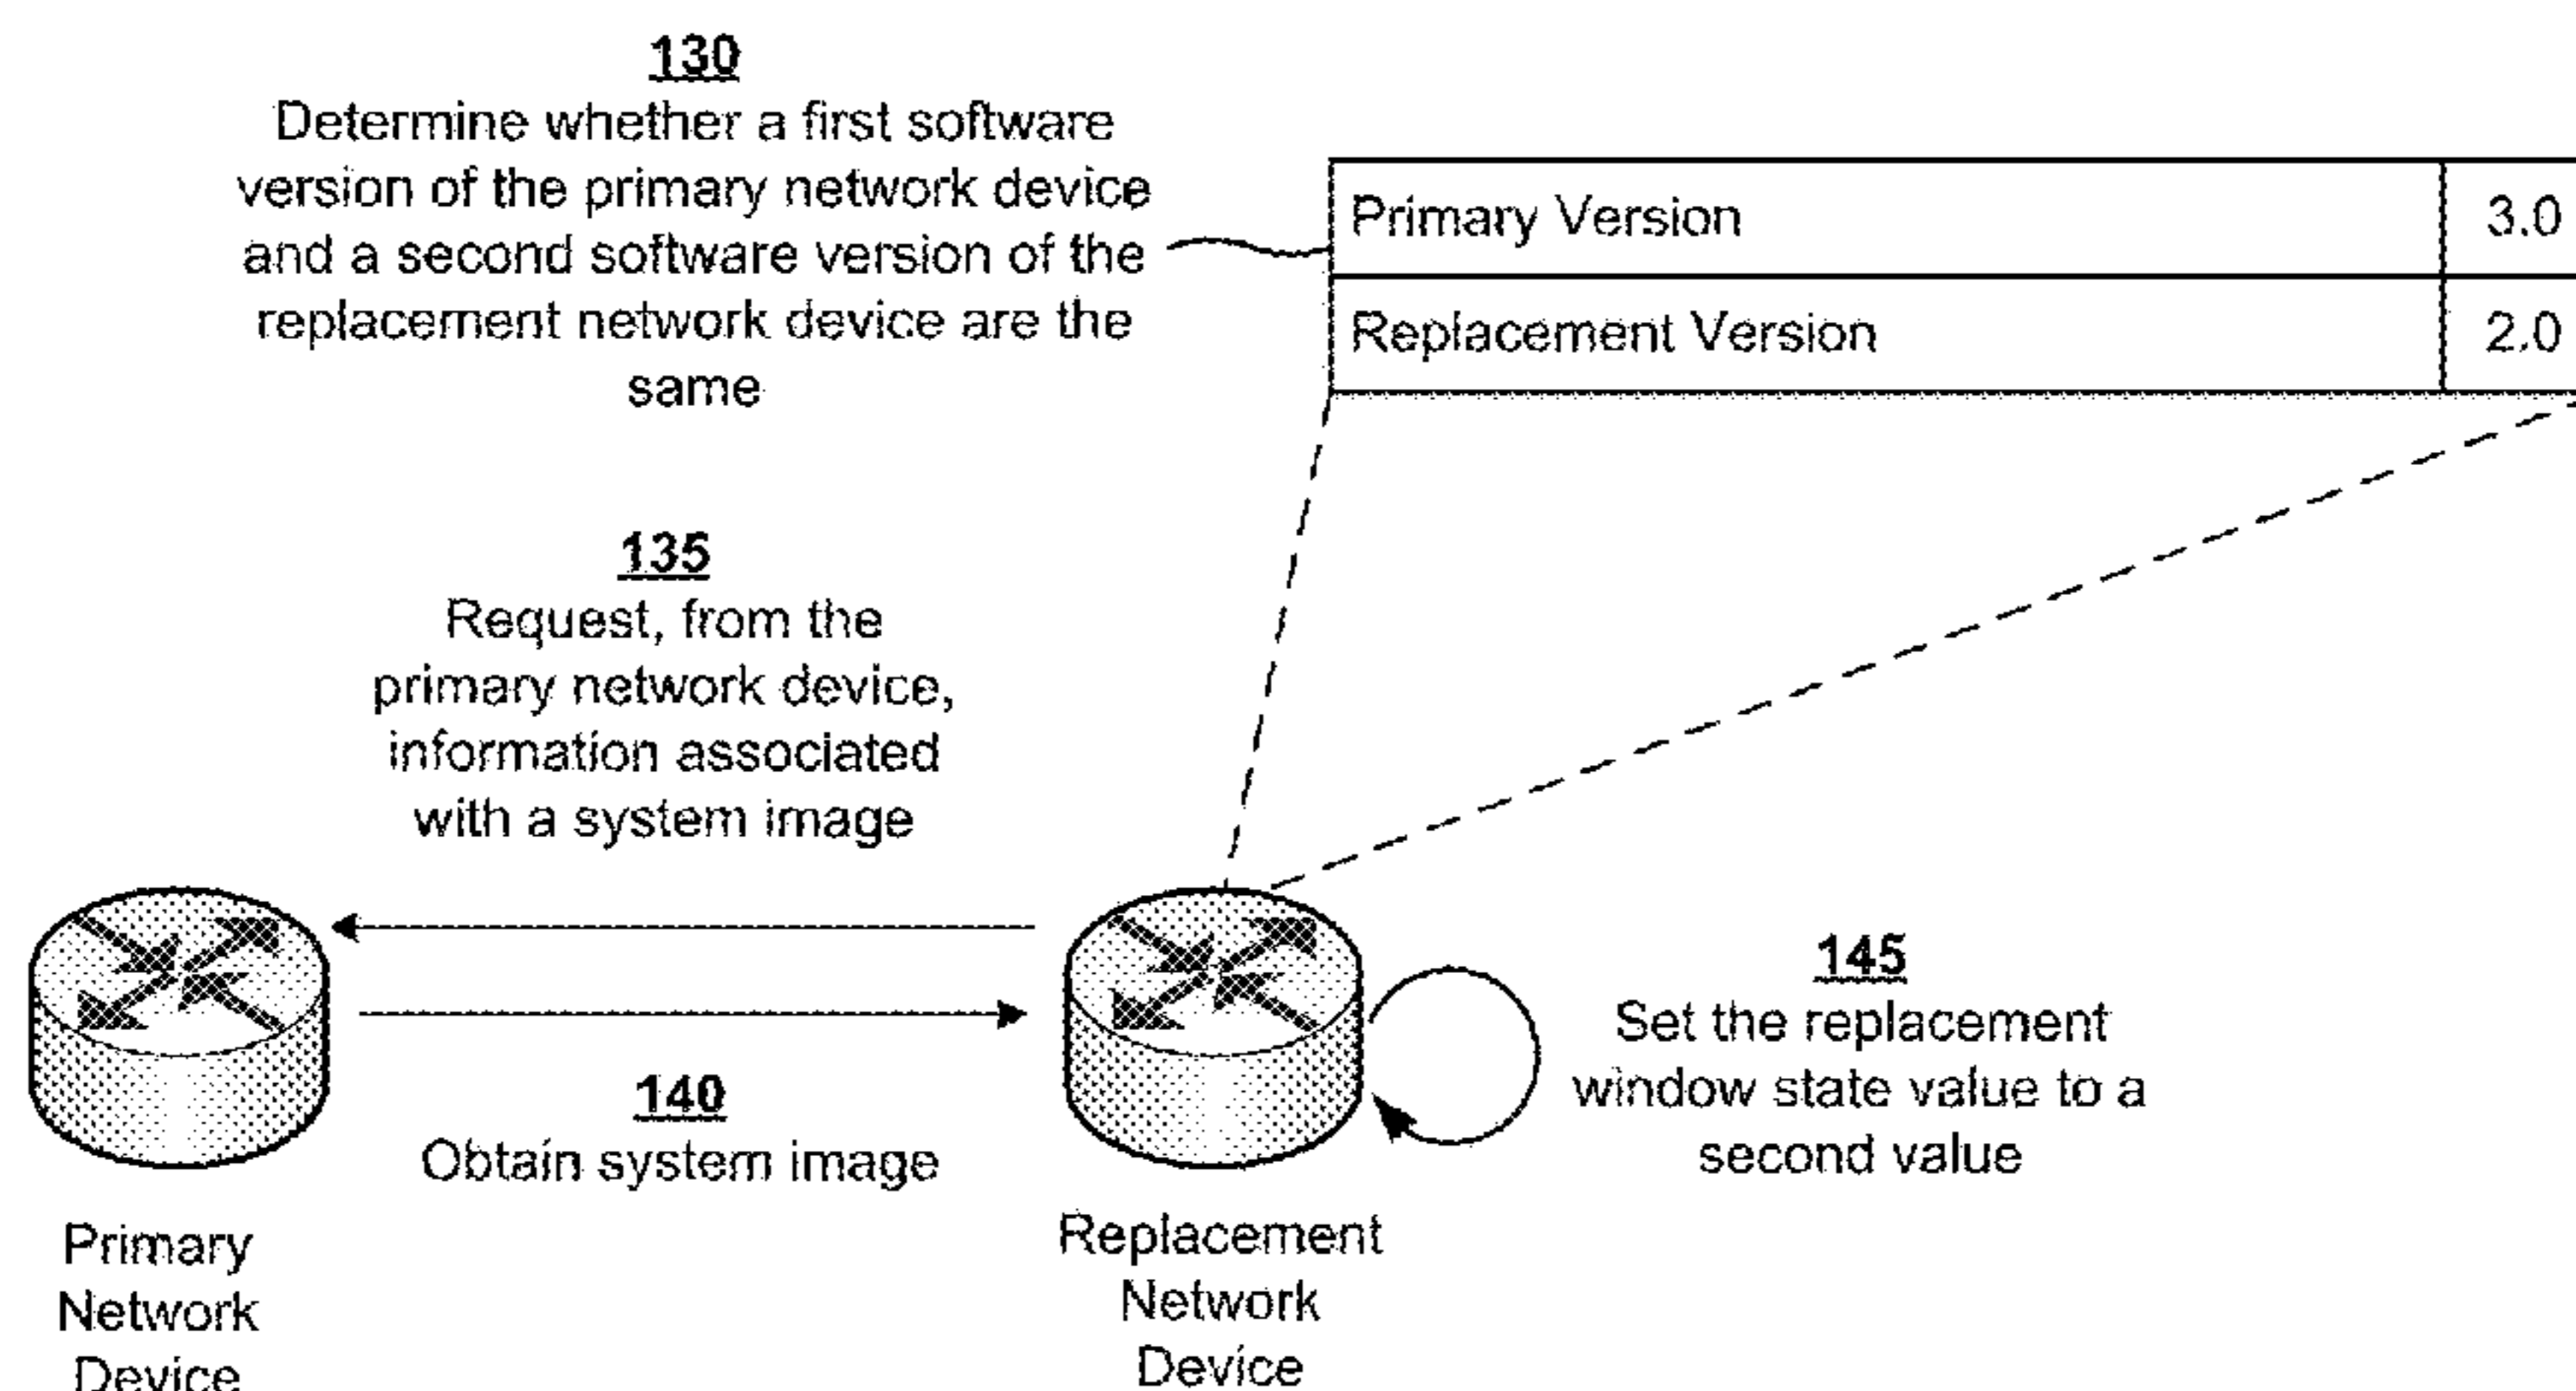 130
Determine whether a first software
version of the primary network device
and a second software version of the
replacement network device are the
same
Primary Version 3.0
Replacement Version 2.0
135
Request, from the
primary network device,
information associated
with a system image
140
Obtain system image
145
Set the replacement
window state value to a
second value
Primary
Network
Device
Replacement
Network
Device